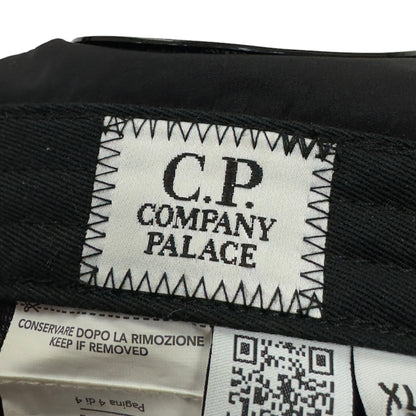 C.P.
COMPANY
PALACE
CONSERVARE DOPO LA RIMOZIONE
KEEP IF REMOVED
Pagina 4 di 4